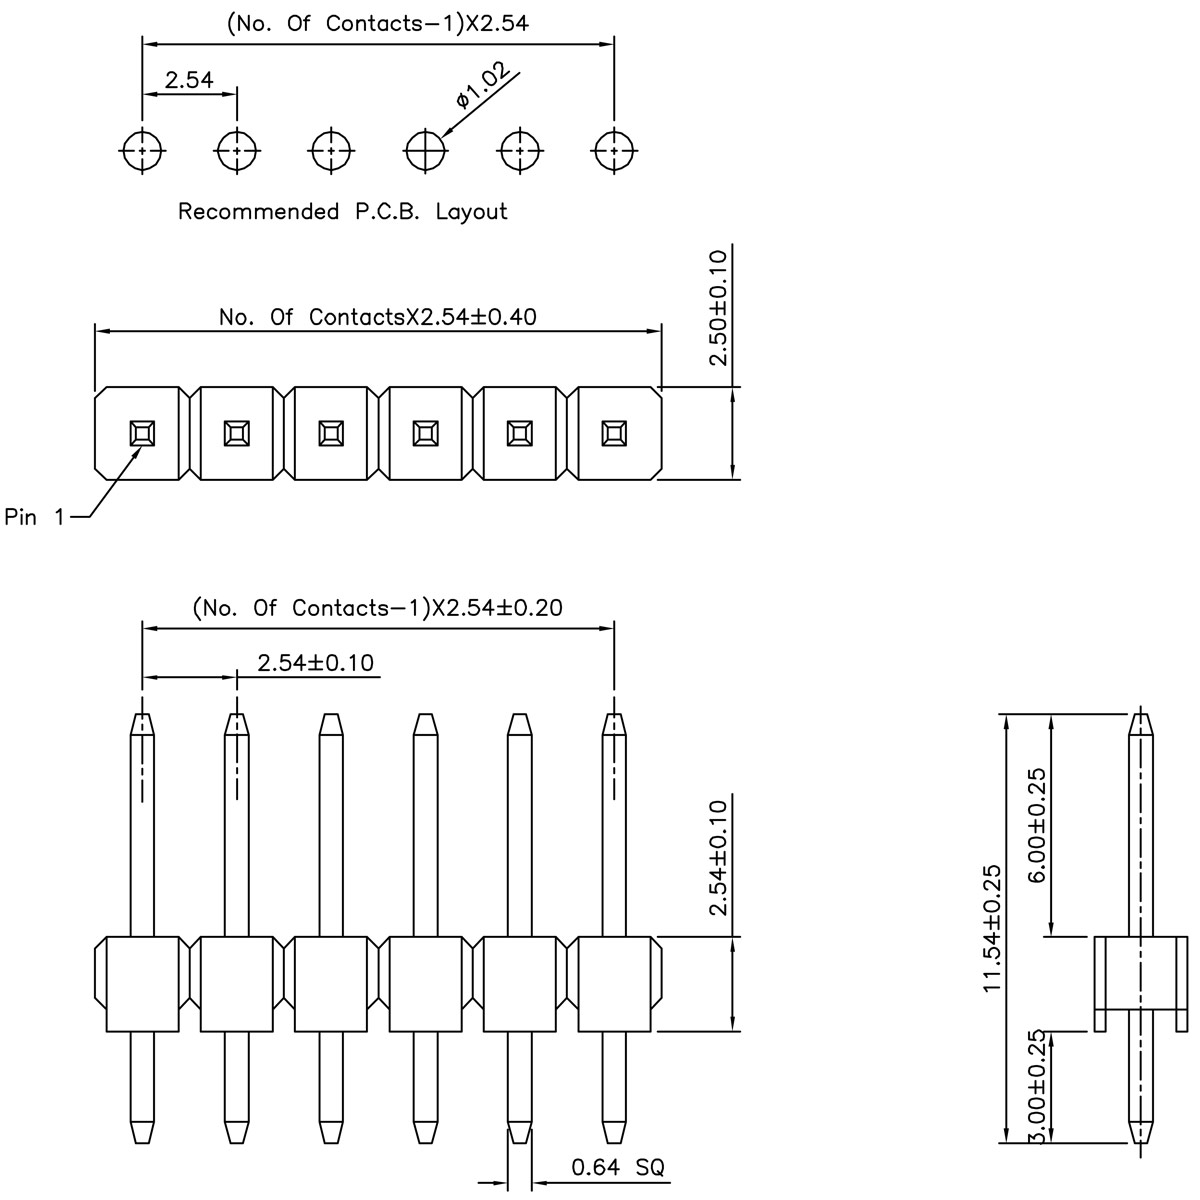 (No. Of Contacts-1)X2.54
2.54
ø1.02
Recommended P.C.B. Layout
2.50±0.10
No. Of ContactsX2.54±0.40
Pin 1
(No. Of Contacts-1)X2.54±0.20
2.54±0.10
2.54±0.10
6.00±0.25
11.54±0.25
3.00±0.25
0.64 SQ